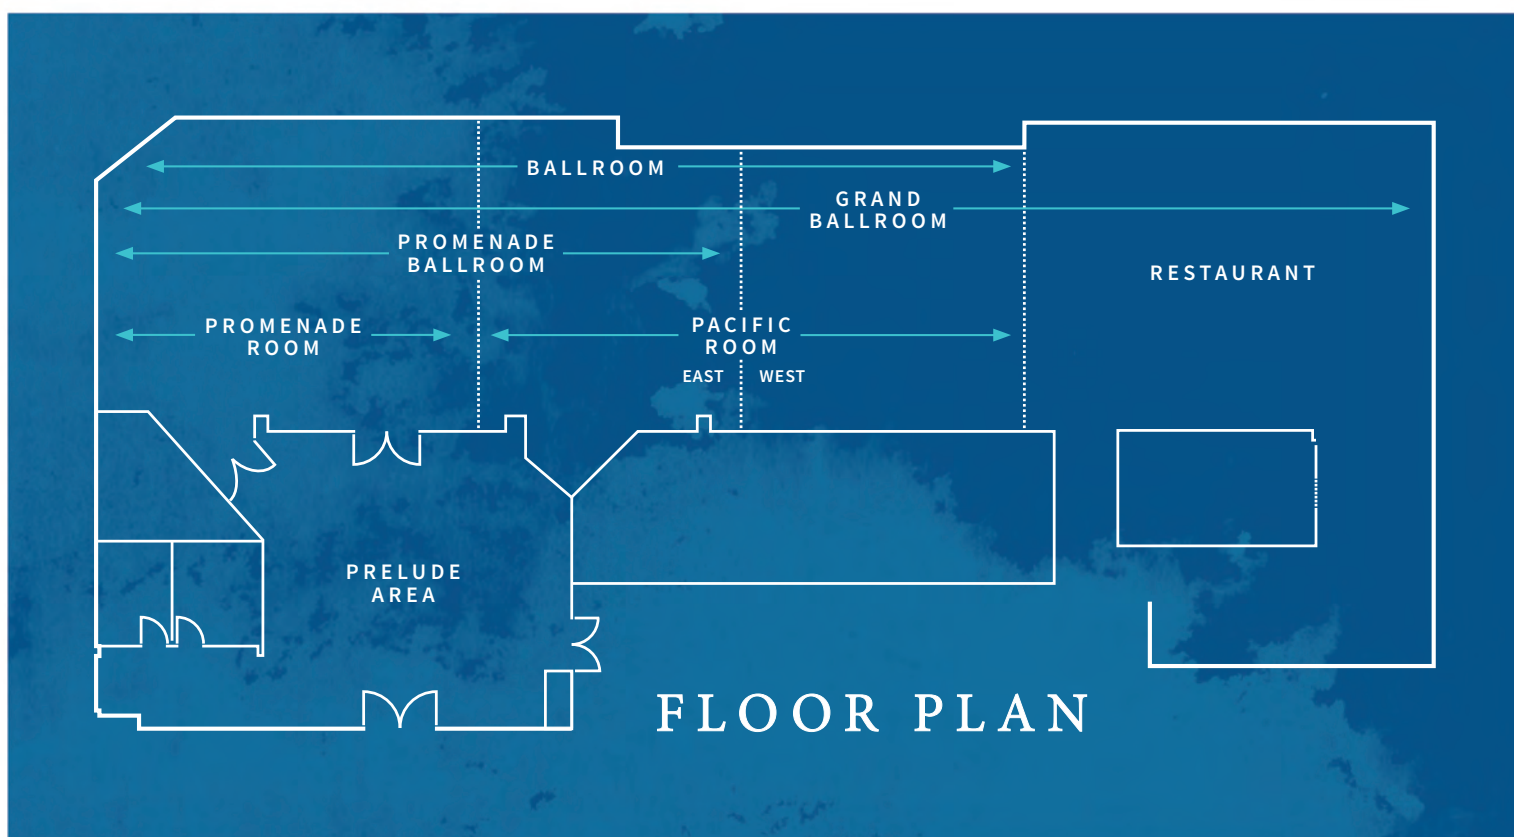 BALLROOM
GRAND
BALLROOM
PROMENADE
BALLROOM
RESTAURANT
PROMENADE
ROOM
PACIFIC
ROOM
EAST WEST
PRELUDE
AREA
FLOOR PLAN